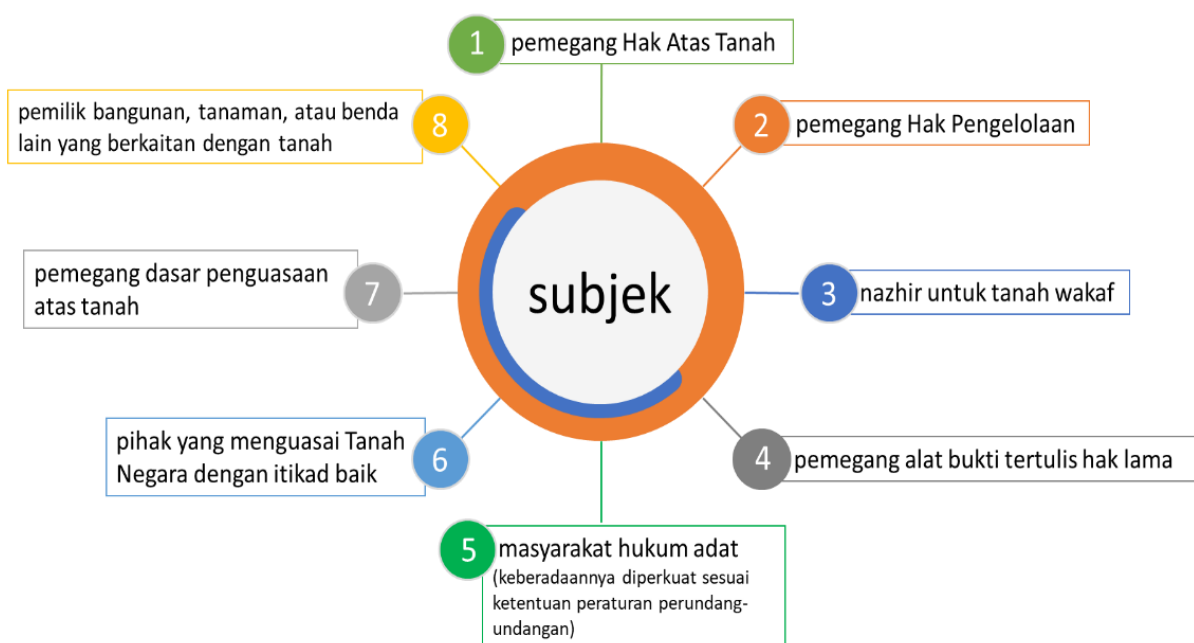 subjek
1
pemegang Hak Atas Tanah
2
pemegang Hak Pengelolaan
3
nazhir untuk tanah wakaf
4
pemegang alat bukti tertulis hak lama
5
masyarakat hukum adat
(keberadaannya diperkuat sesuai
ketentuan peraturan perundang-
undangan)
6
pihak yang menguasai Tanah
Negara dengan itikad baik
7
pemegang dasar penguasaan
atas tanah
8
pemilik bangunan, tanaman, atau benda
lain yang berkaitan dengan tanah